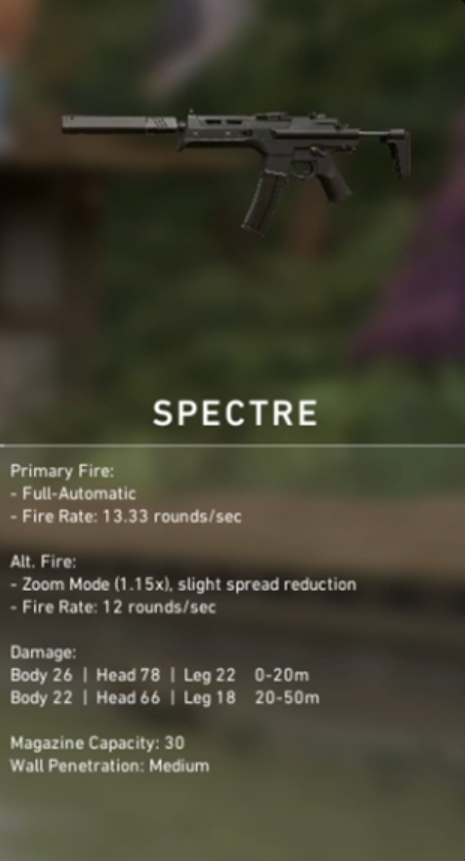 SPECTRE
Primary Fire:
- Full-Automatic
- Fire Rate: 13.33 rounds/sec
Alt. Fire:
- Zoom Mode (1.15x), slight spread reduction
- Fire Rate: 12 rounds/sec
Damage:
Body 26 | Head 78 | Leg 22 0-20m
Body 22 | Head 66 | Leg 18 20-50m
Magazine Capacity: 30
Wall Penetration: Medium